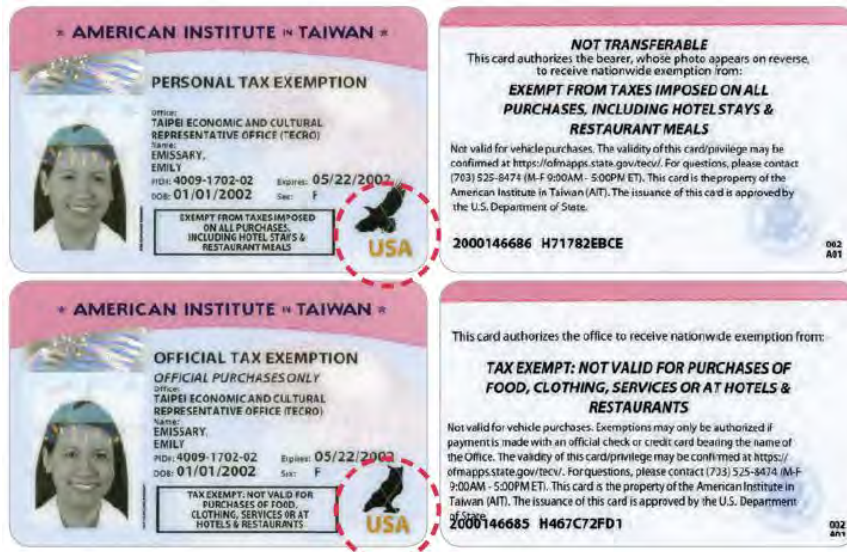 ★ AMERICAN INSTITUTE IN TAIWAN ★
PERSONAL TAX EXEMPTION
Office:
TAIPEI ECONOMIC AND CULTURAL
REPRESENTATIVE OFFICE (TECRO)
Name:
EMISSARY,
EMILY
PID#: 4009-1702-02 Expires: 05/22/2002
DOB: 01/01/2002 Sex: F
EXEMPT FROM TAXES IMPOSED
ON ALL PURCHASES,
INCLUDING HOTEL STAYS &
RESTAURANT MEALS
USA
NOT TRANSFERABLE
This card authorizes the bearer, whose photo appears on reverse,
to receive nationwide exemption from:
EXEMPT FROM TAXES IMPOSED ON ALL
PURCHASES, INCLUDING HOTEL STAYS &
RESTAURANT MEALS
Not valid for vehicle purchases. The validity of this card/privilege may be
confirmed at https://ofmapps.state.gov/tecv/. For questions, please contact
(703) 525-8474 (M-F 9:00AM - 5:00PM ET). This card is the property of the
American Institute in Taiwan (AIT). The issuance of this card is approved by
the U.S. Department of State.
2000146686 H71782EBCE
002
A01
★ AMERICAN INSTITUTE IN TAIWAN ★
OFFICIAL TAX EXEMPTION
OFFICIAL PURCHASES ONLY
Office:
TAIPEI ECONOMIC AND CULTURAL
REPRESENTATIVE OFFICE (TECRO)
Name:
EMISSARY,
EMILY
PID#: 4009-1702-02 Expires: 05/22/2002
DOB: 01/01/2002 Sex: F
TAX EXEMPT: NOT VALID FOR
PURCHASES OF FOOD,
CLOTHING, SERVICES OR AT
HOTELS & RESTAURANTS
USA
This card authorizes the office to receive nationwide exemption from:
TAX EXEMPT: NOT VALID FOR PURCHASES OF
FOOD, CLOTHING, SERVICES OR AT HOTELS &
RESTAURANTS
Not valid for vehicle purchases. Exemptions may only be authorized if
payment is made with an official check or credit card bearing the name of
the Office. The validity of this card/privilege may be confirmed at https://
ofmapps.state.gov/tecv/. For questions, please contact (703) 525-8474 (M-F
9:00AM - 5:00PM ET). This card is the property of the American Institute in
Taiwan (AIT). The issuance of this card is approved by the U.S. Department
of State.
2000146685 H467C72FD1
002
A01